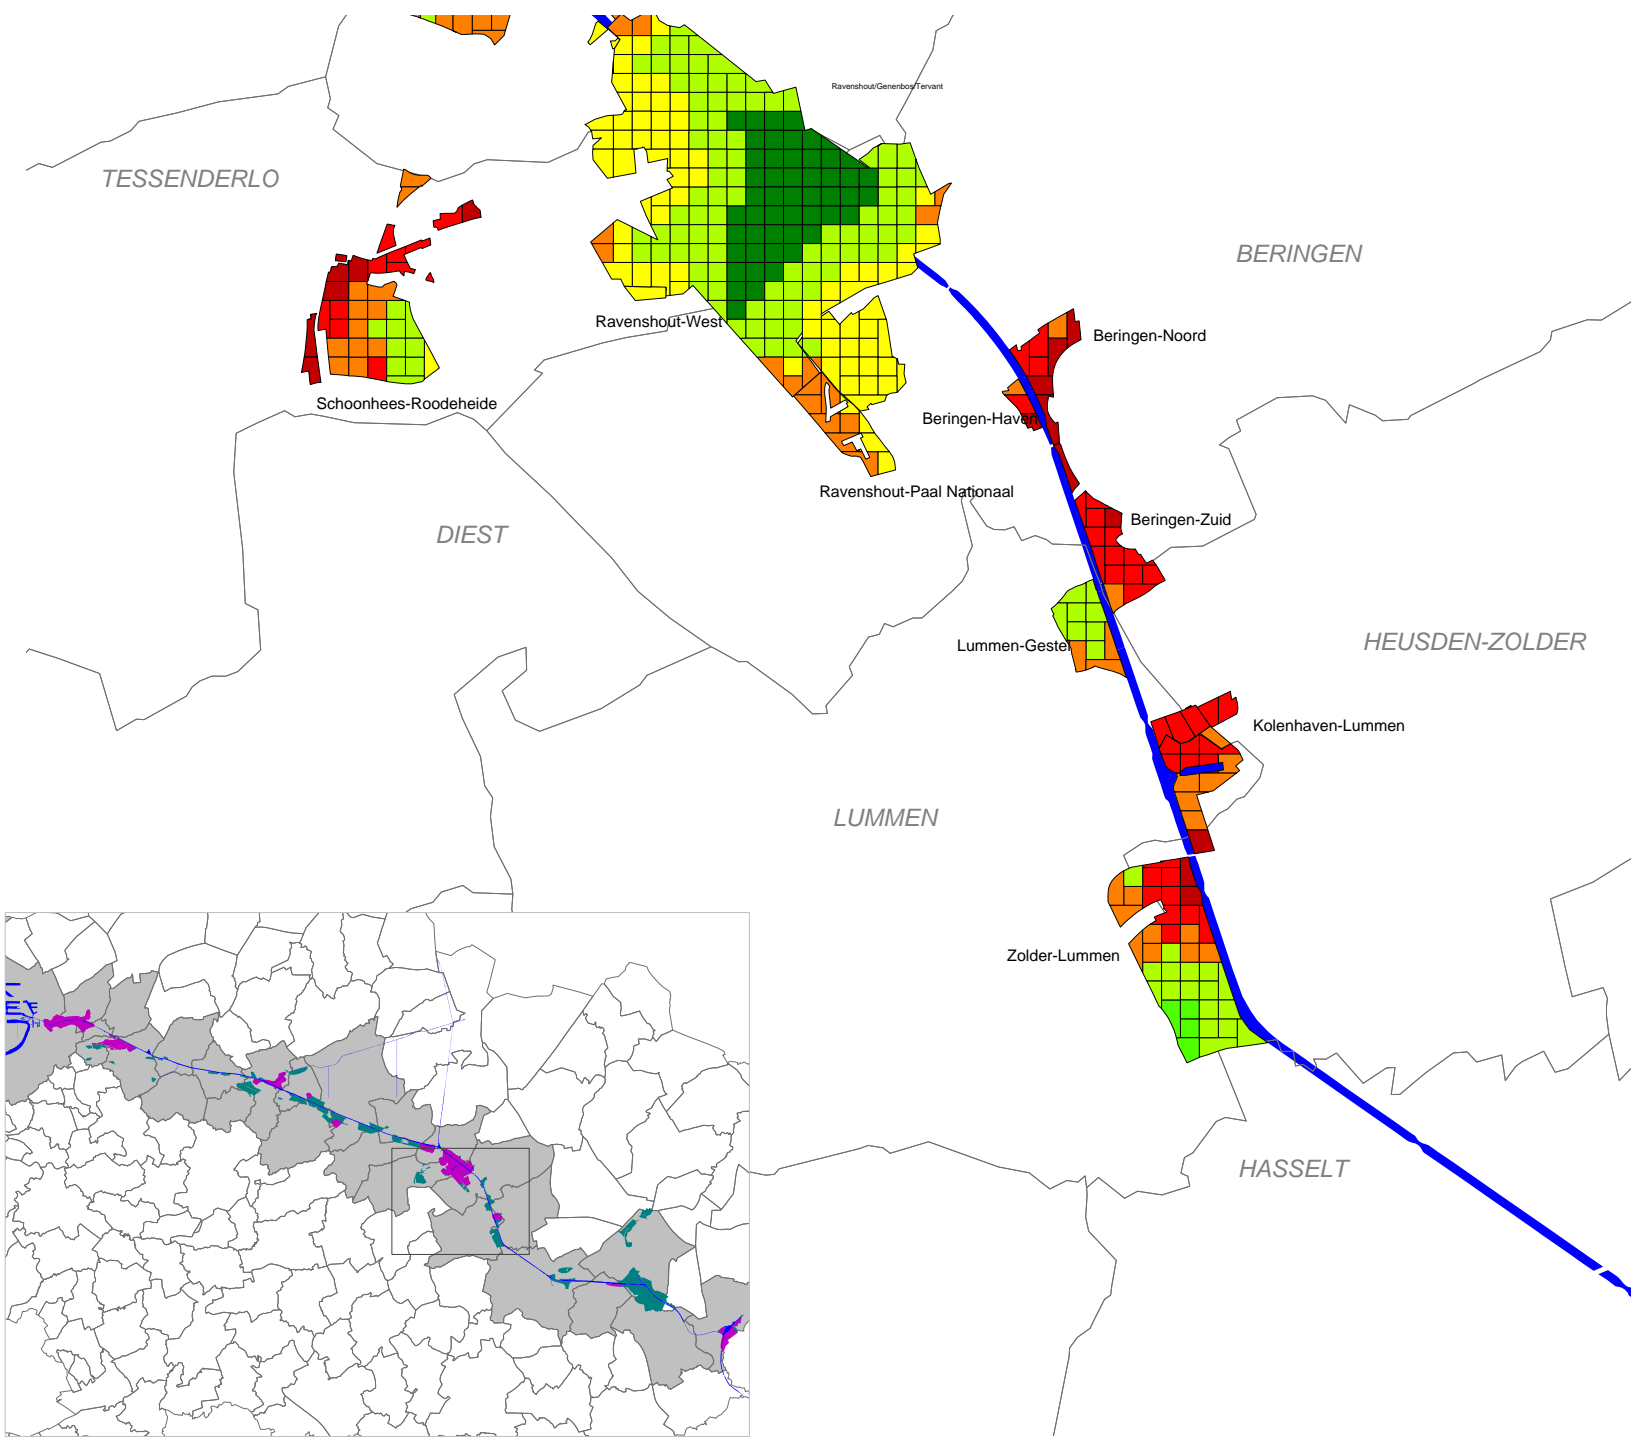 Ravenshout/Genenbos/Tervant
TESSENDERLO
BERINGEN
Ravenshout-West
Beringen-Noord
Schoonhees-Roodeheide
Beringen-Haven
Ravenshout-Paal Nationaal
Beringen-Zuid
DIEST
Lummen-Gestel
HEUSDEN-ZOLDER
Kolenhaven-Lummen
LUMMEN
Zolder-Lummen
HASSELT